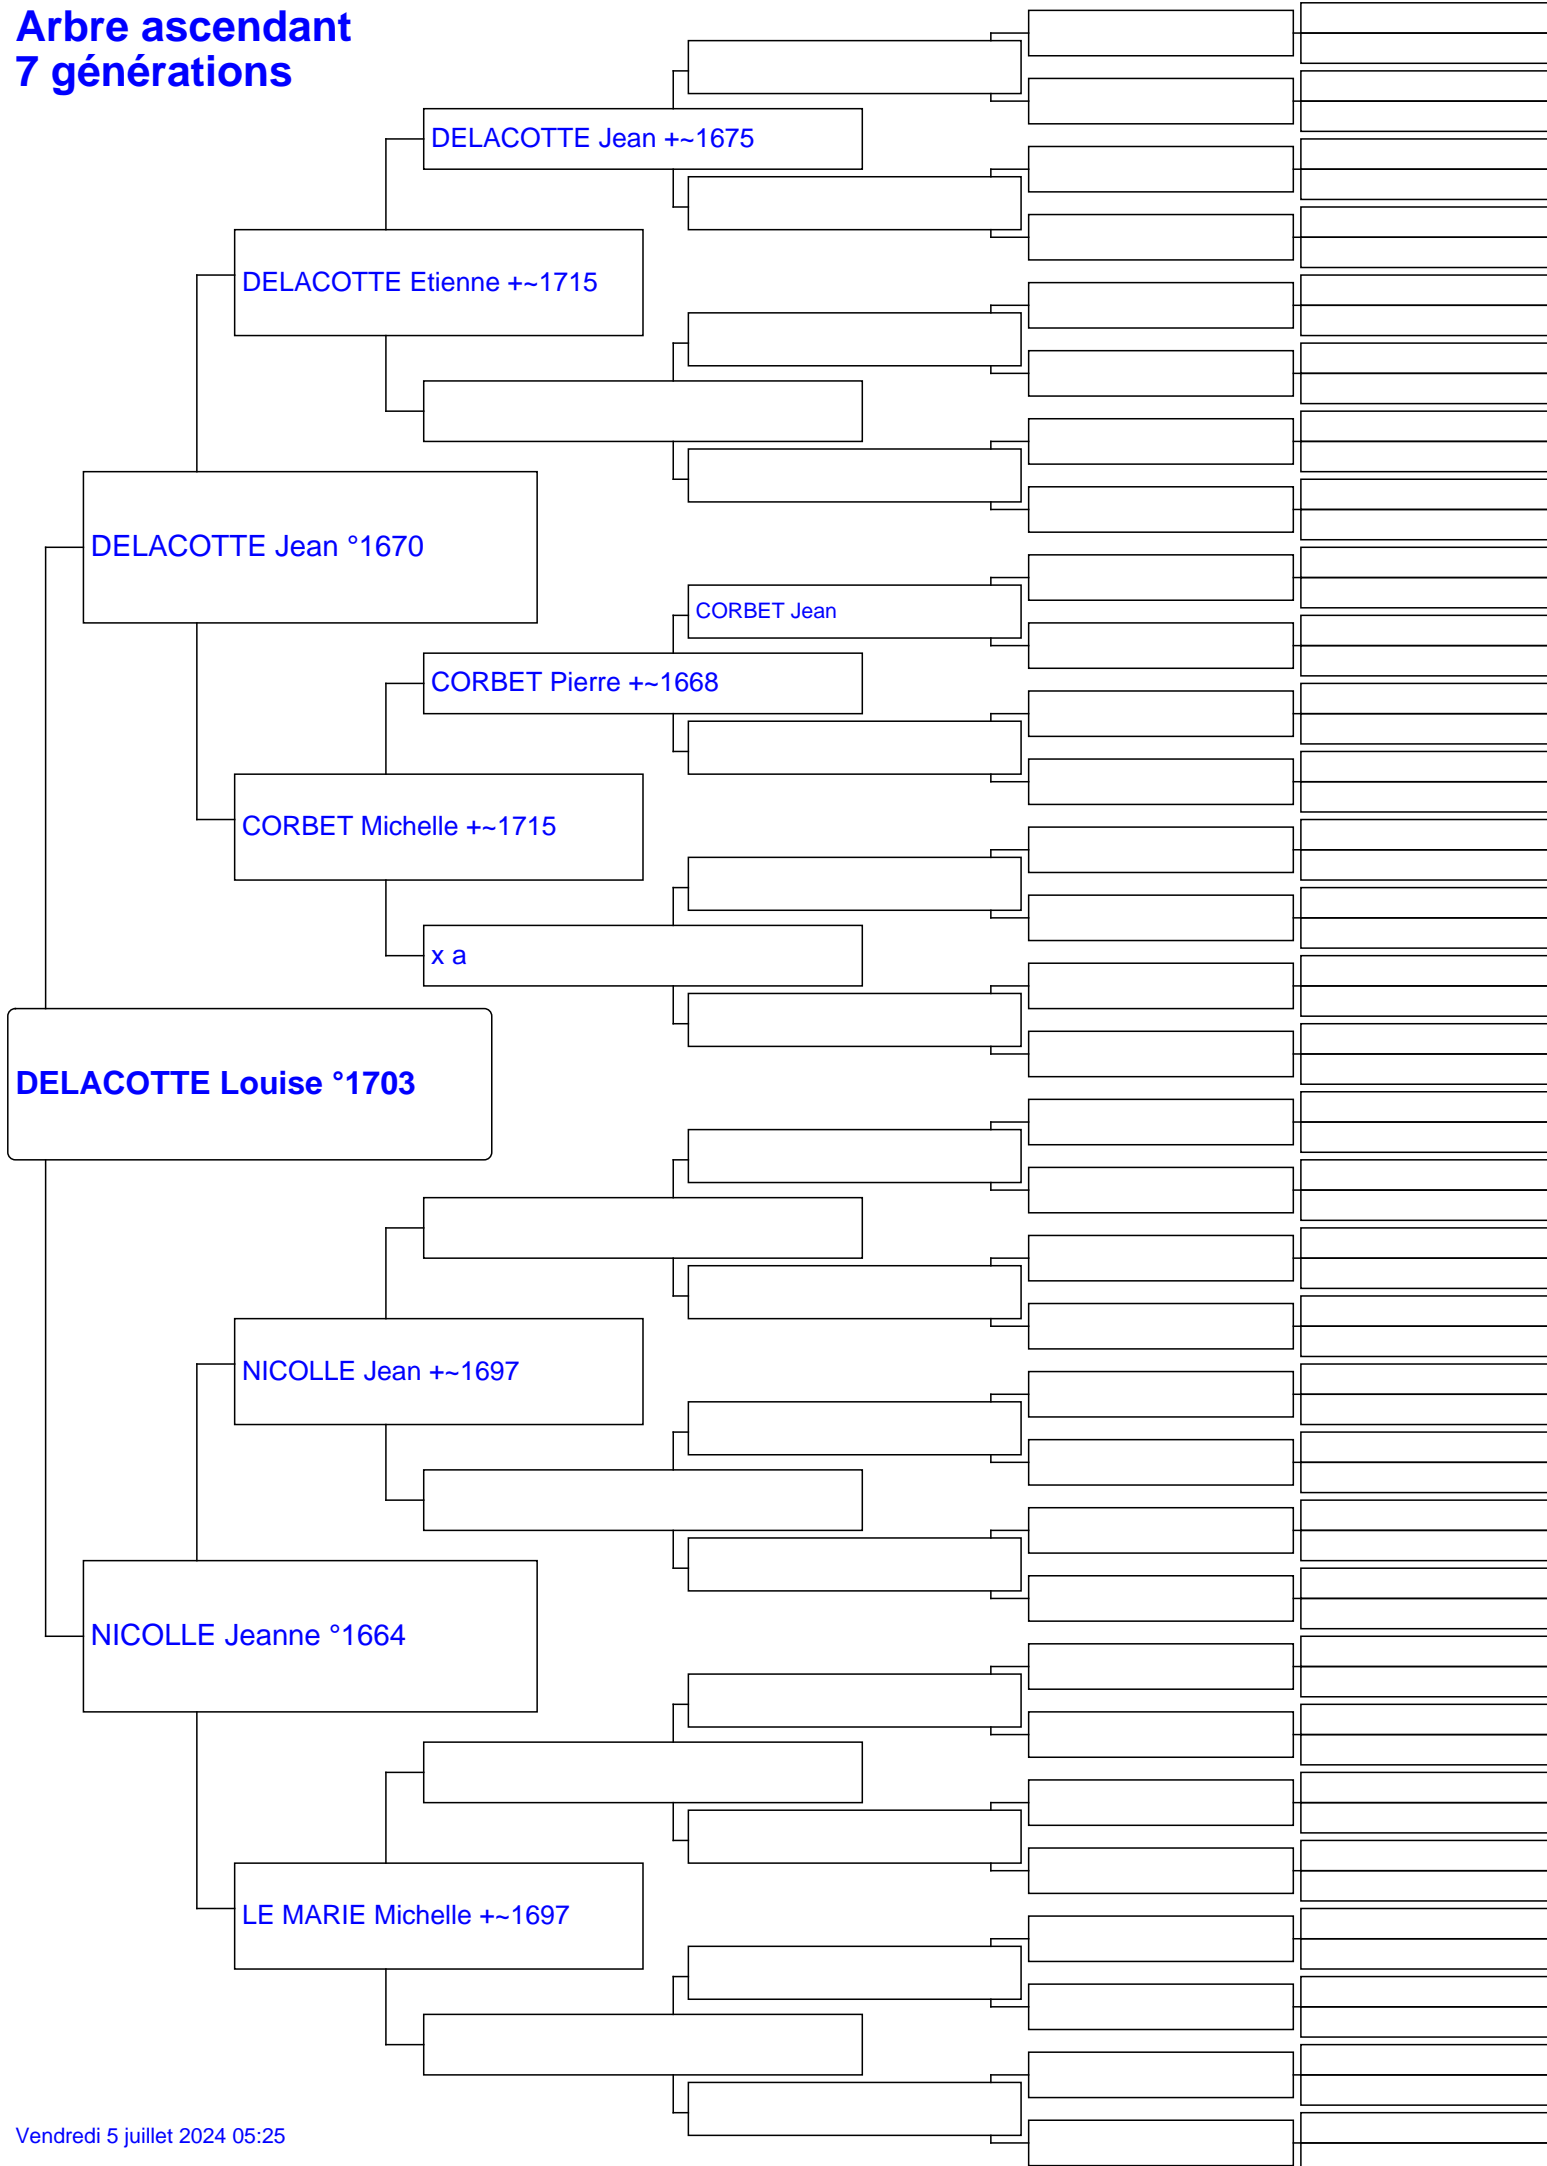 Arbre ascendant
7 générations
DELACOTTE Jean +~1675
DELACOTTE Etienne +~1715
DELACOTTE Jean °1670
CORBET Jean
CORBET Pierre +~1668
CORBET Michelle +~1715
x a
DELACOTTE Louise °1703
NICOLLE Jean +~1697
NICOLLE Jeanne °1664
LE MARIE Michelle +~1697
Vendredi 5 juillet 2024 05:25